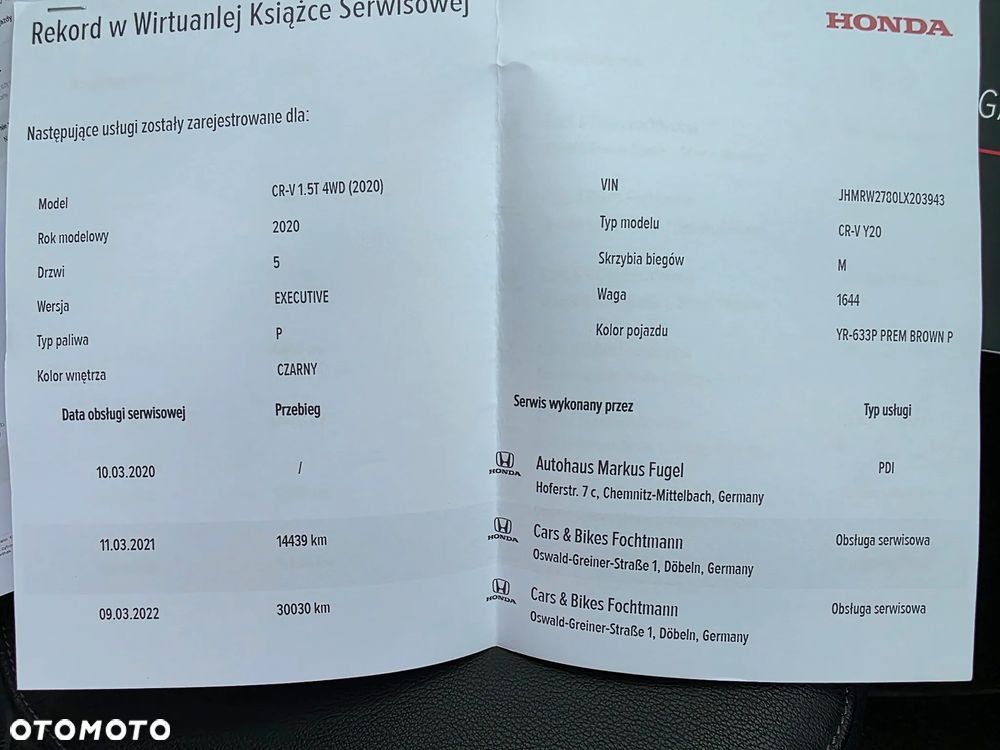 Rekord w Wirtuanlej Książce Serwisowej
HONDA
Następujące usługi zostały zarejestrowane dla:
Model CR-V 1.5T 4WD (2020)
Rok modelowy 2020
Drzwi 5
Wersja EXECUTIVE
Typ paliwa P
Kolor wnętrza CZARNY
VIN JHMRW2780LX203943
Typ modelu CR-V Y20
Skrzybia biegów M
Waga 1644
Kolor pojazdu YR-633P PREM BROWN P
Data obsługi serwisowej Przebieg Serwis wykonany przez Typ usługi
10.03.2020 / HONDA Autohaus Markus Fugel PDI
Hoferstr. 7 c, Chemnitz-Mittelbach, Germany
11.03.2021 14439 km HONDA Cars & Bikes Fochtmann Obsługa serwisowa
Oswald-Greiner-Straße 1, Döbeln, Germany
09.03.2022 30030 km HONDA Cars & Bikes Fochtmann Obsługa serwisowa
Oswald-Greiner-Straße 1, Döbeln, Germany
OTOMOTO